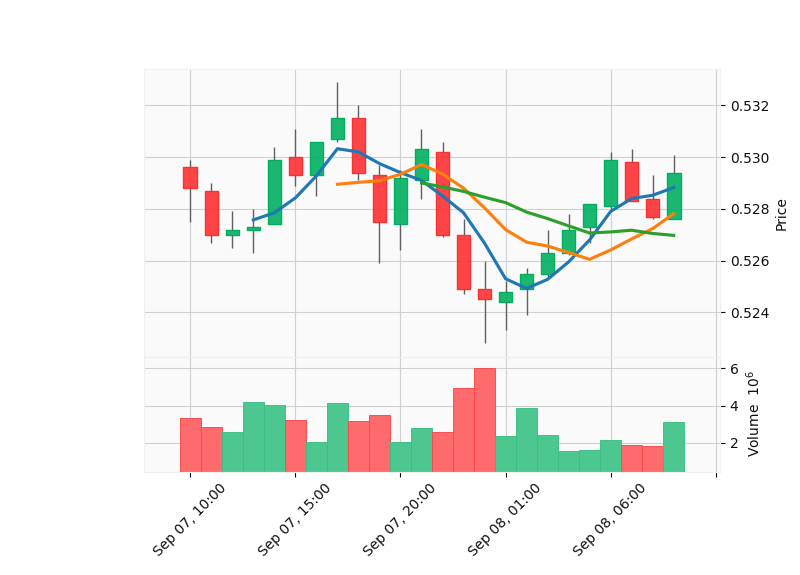 0.532
0.530
0.528
0.526
0.524
Price
6
4
2
Volume 10^6
Sep 07, 10:00
Sep 07, 15:00
Sep 07, 20:00
Sep 08, 01:00
Sep 08, 06:00